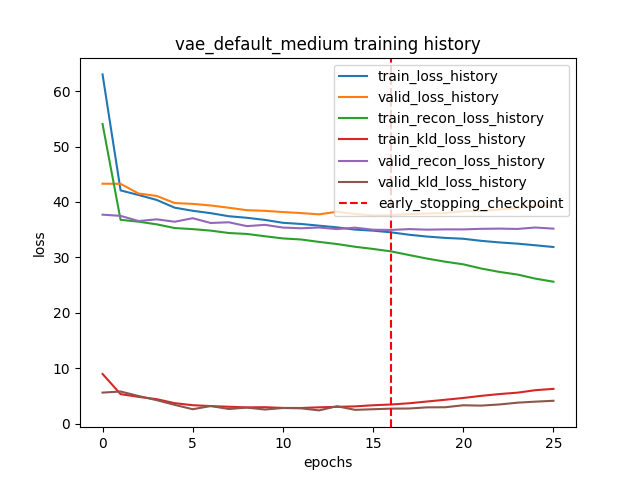 vae_default_medium training history
train_loss_history
valid_loss_history
train_recon_loss_history
train_kld_loss_history
valid_recon_loss_history
valid_kld_loss_history
early_stopping_checkpoint
loss
60
50
40
30
20
10
0
0 5 10 15 20 25
epochs